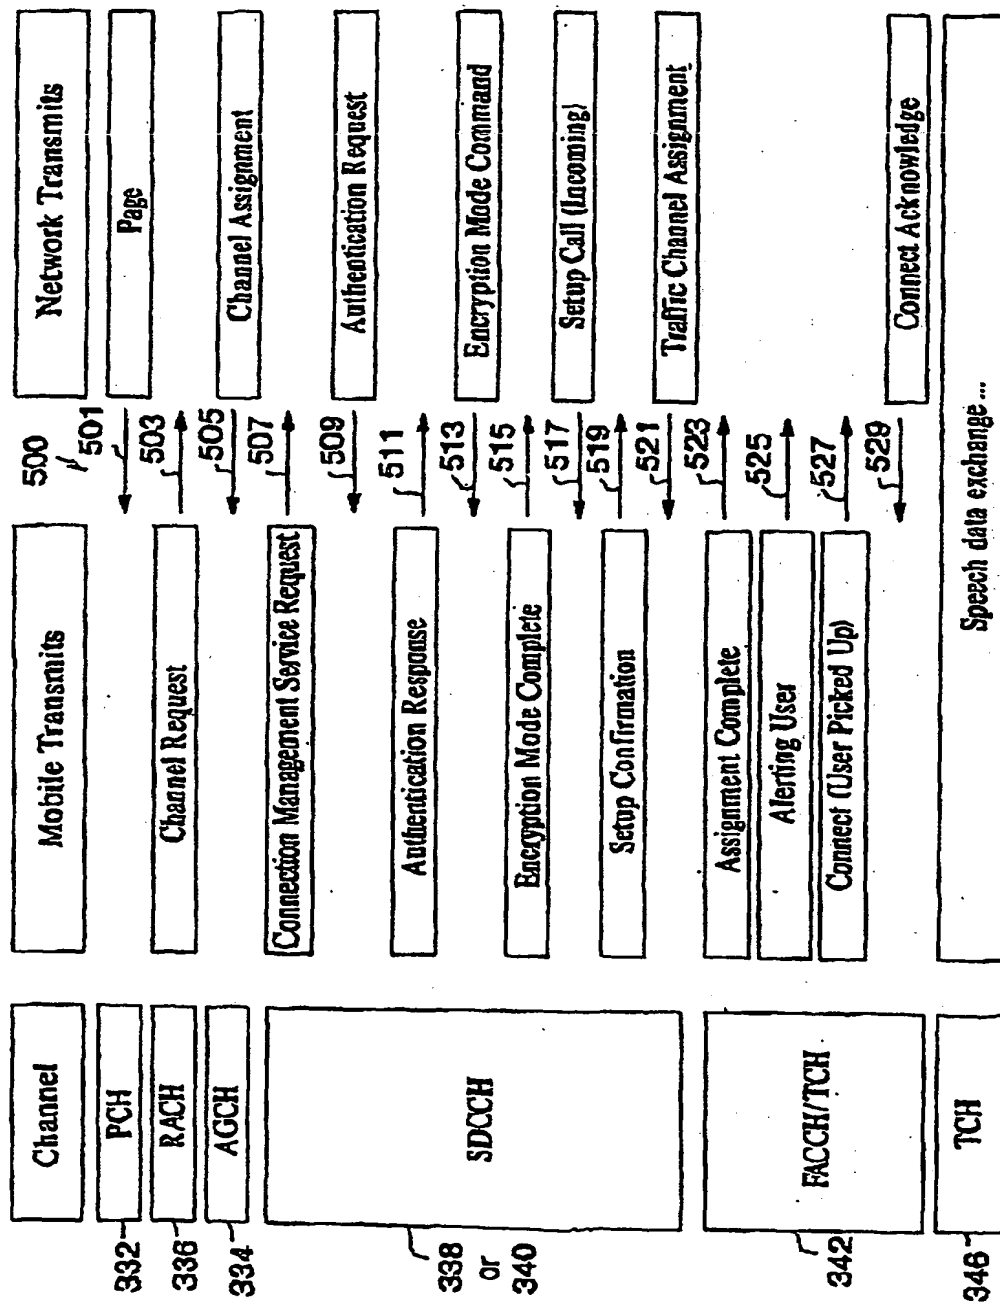 Channel
Mobile Transmits
500
Network Transmits
332
PCH
501
Page
336
RACH
Channel Request
503
334
AGCH
505
Channel Assignment
338
or
340
SDCCH
Connection Management Service Request
507
509
Authentication Request
Authentication Response
511
513
Encryption Mode Command
Encryption Mode Complete
515
517
Setup Call (Incoming)
Setup Confirmation
519
521
Traffic Channel Assignment
342
FACCH/TCH
Assignment Complete
523
Alerting User
525
Connect (User Picked Up)
527
529
Connect Acknowledge
346
TCH
Speech data exchange...